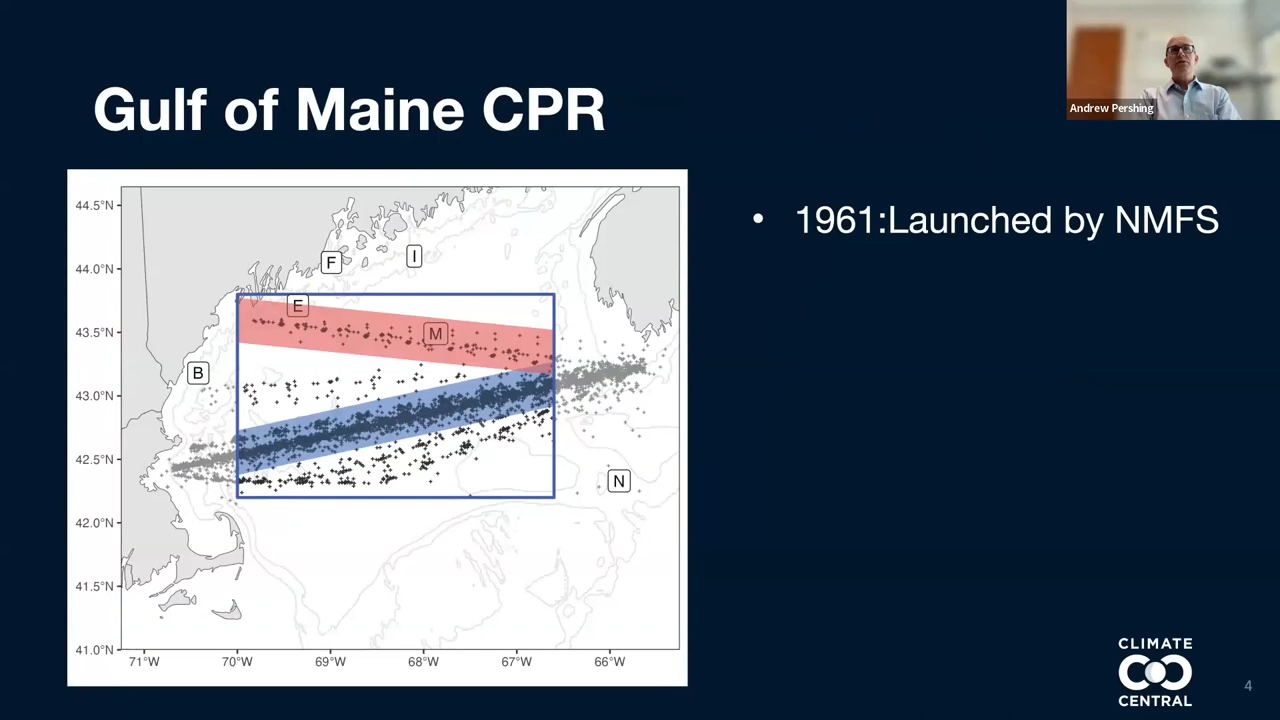 Andrew Pershing
Gulf of Maine CPR
• 1961:Launched by NMFS
44.5°N
44.0°N
43.5°N
43.0°N
42.5°N
42.0°N
41.5°N
41.0°N
F
I
E
M
B
N
71°W 70°W 69°W 68°W 67°W 66°W
CLIMATE
CENTRAL
4